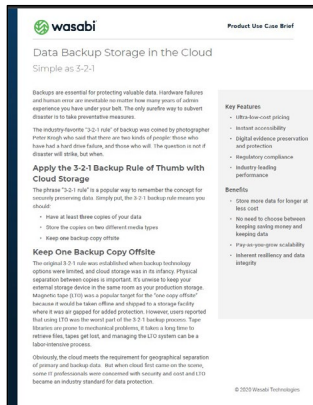 wasabi
Product Use Case Brief
Data Backup Storage in the Cloud
Simple as 3-2-1
Backups are essential for protecting valuable data. Hardware failures
and human error are inevitable no matter how many years of admin
experience you have under your belt. The only surefire way to subvert
disaster is to take preventative measures.
The industry-favorite "3-2-1 rule" of backup was coined by photographer
Peter Krogh who said that there are two kinds of people: those who
have had a hard drive failure, and those who will. The question is not if
disaster will strike, but when.
Apply the 3-2-1 Backup Rule of Thumb with
Cloud Storage
The phrase "3-2-1 rule" is a popular way to remember the concept for
securely preserving data. Simply put, the 3-2-1 backup rule means you
should:
• Have at least three copies of your data
• Store the copies on two different media types
• Keep one backup copy offsite
Keep One Backup Copy Offsite
The original 3-2-1 rule was established when backup technology
options were limited, and cloud storage was in its infancy. Physical
separation between copies is important. It's unwise to keep your
external storage device in the same room as your production storage.
Magnetic tape (LTO) was a popular target for the "one copy offsite"
because it would be taken offline and shipped to a storage facility
where it was air gapped for added protection. However, users reported
that using LTO was the worst part of the 3-2-1 backup process. Tape
libraries are prone to mechanical problems, it takes a long time to
retrieve files, tapes get lost, and managing the LTO system can be a
labor-intensive process.
Obviously, the cloud meets the requirement for geographical separation
of primary and backup data. But when cloud first came on the scene,
some IT professionals were concerned with security and cost and LTO
became an industry standard for data protection.
Key Features
• Ultra-low-cost pricing
• Instant accessibility
• Digital evidence preservation
and protection
• Regulatory compliance
• Industry-leading
performance
Benefits
• Store more data for longer at
less cost
• No need to choose between
keeping saving money and
keeping data
• Pay-as-you-grow scalability
• Inherent resiliency and data
integrity
© 2020 Wasabi Technologies